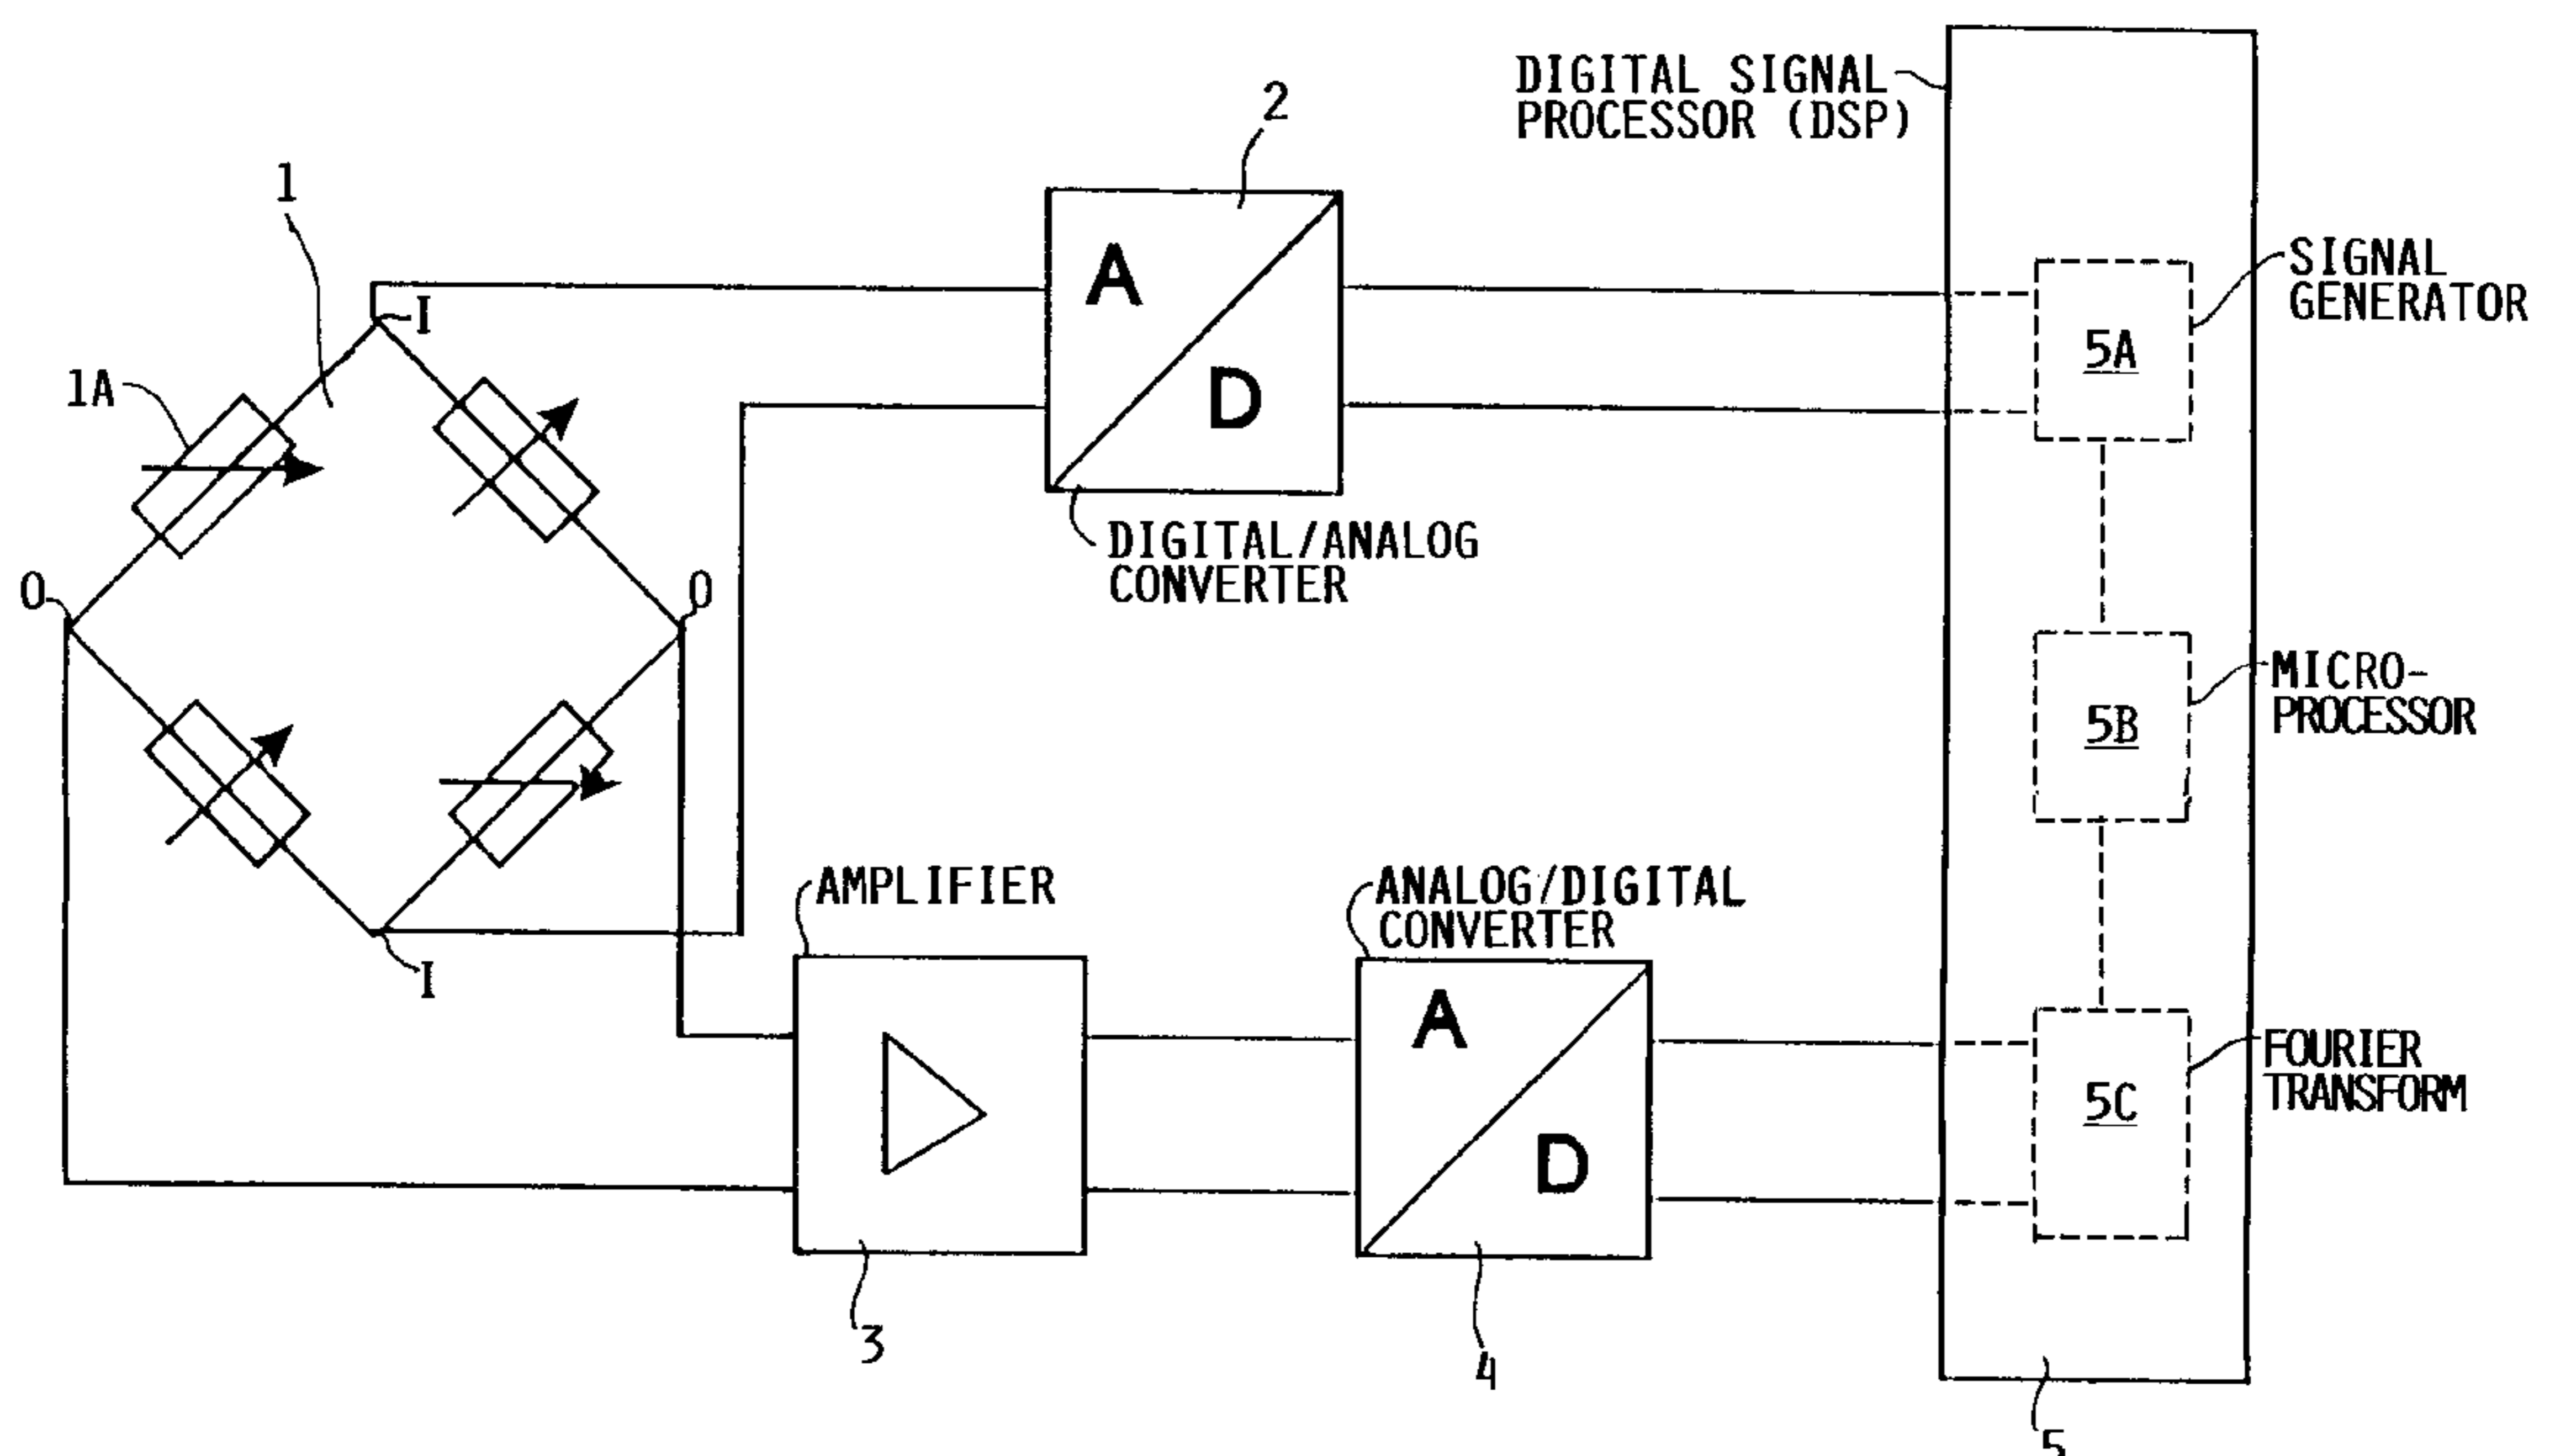 DIGITAL SIGNAL
PROCESSOR (DSP)
2
1
A
D
I
SIGNAL
GENERATOR
5A
1A
DIGITAL/ANALOG
CONVERTER
O
O
MICRO-
PROCESSOR
5B
AMPLIFIER
ANALOG/DIGITAL
CONVERTER
I
A
D
FOURIER
TRANSFORM
5C
3
4
5